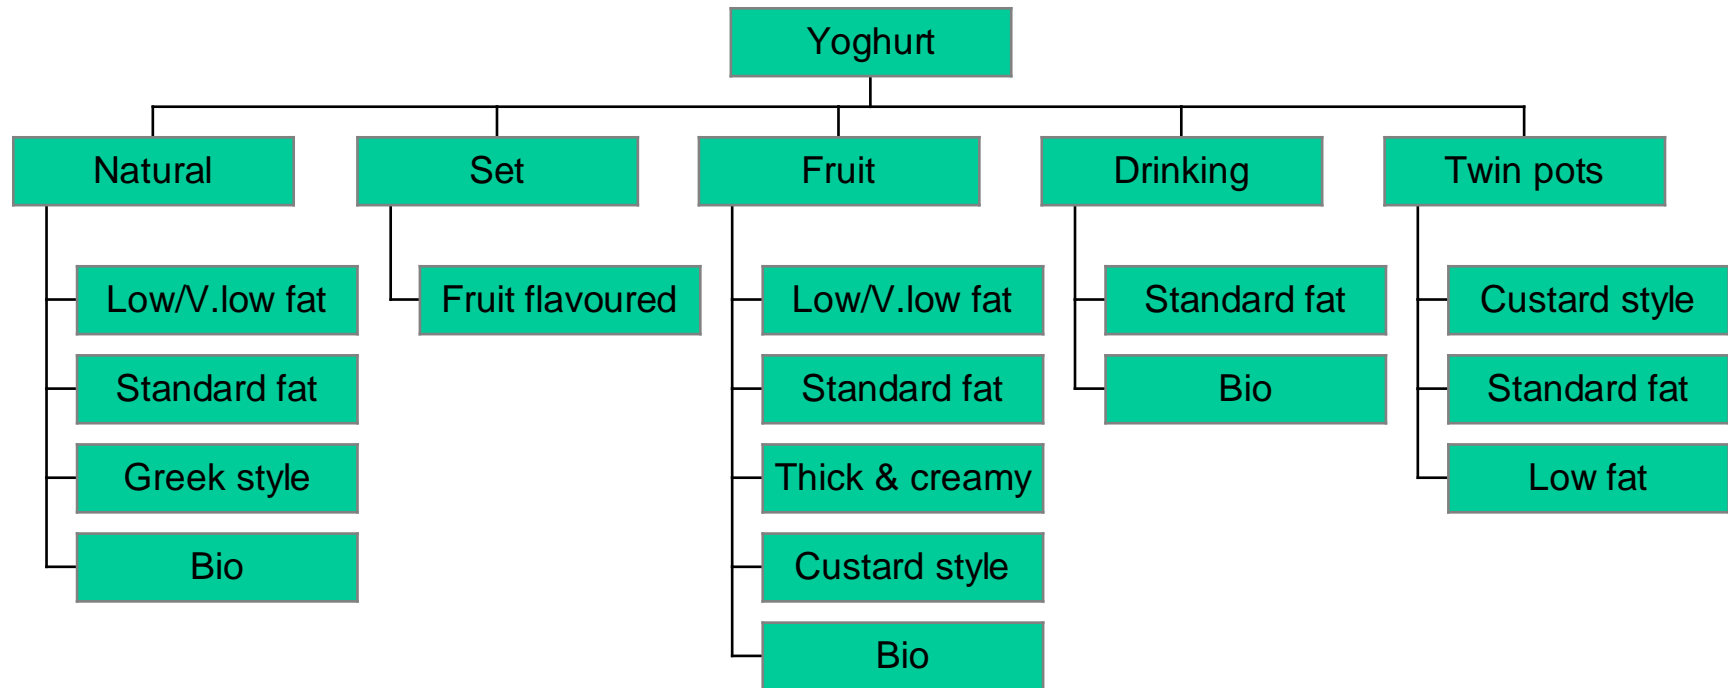 Yoghurt
Natural
Set
Fruit
Drinking
Twin pots
Low/V.low fat
Fruit flavoured
Low/V.low fat
Standard fat
Custard style
Standard fat
Standard fat
Bio
Standard fat
Greek style
Thick & creamy
Low fat
Bio
Custard style
Bio